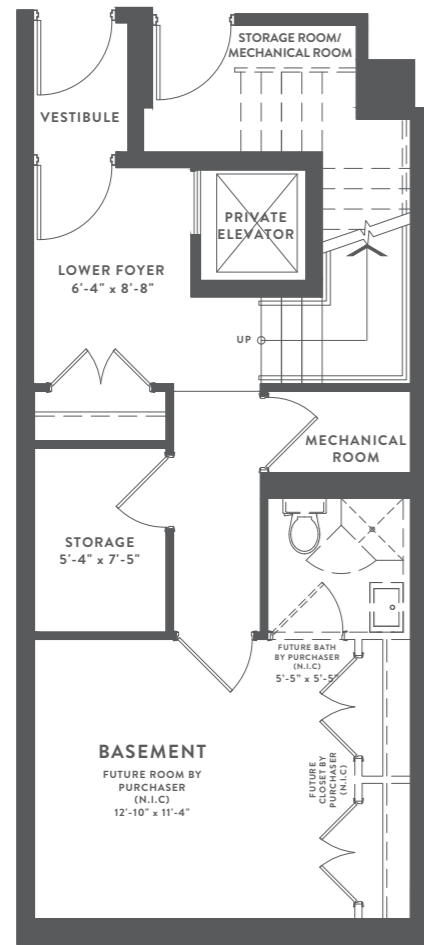 STORAGE ROOM/
MECHANICAL ROOM
VESTIBULE
PRIVATE
ELEVATOR
LOWER FOYER
6'-4" x 8'-8"
UP
MECHANICAL
ROOM
STORAGE
5'-4" x 7'-5"
FUTURE BATH
BY PURCHASER
(N.I.C)
5'-5" x 5'-5"
BASEMENT
FUTURE ROOM BY
PURCHASER
(N.I.C)
12'-10" x 11'-4"
FUTURE
CLOSET BY
PURCHASER
(N.I.C)